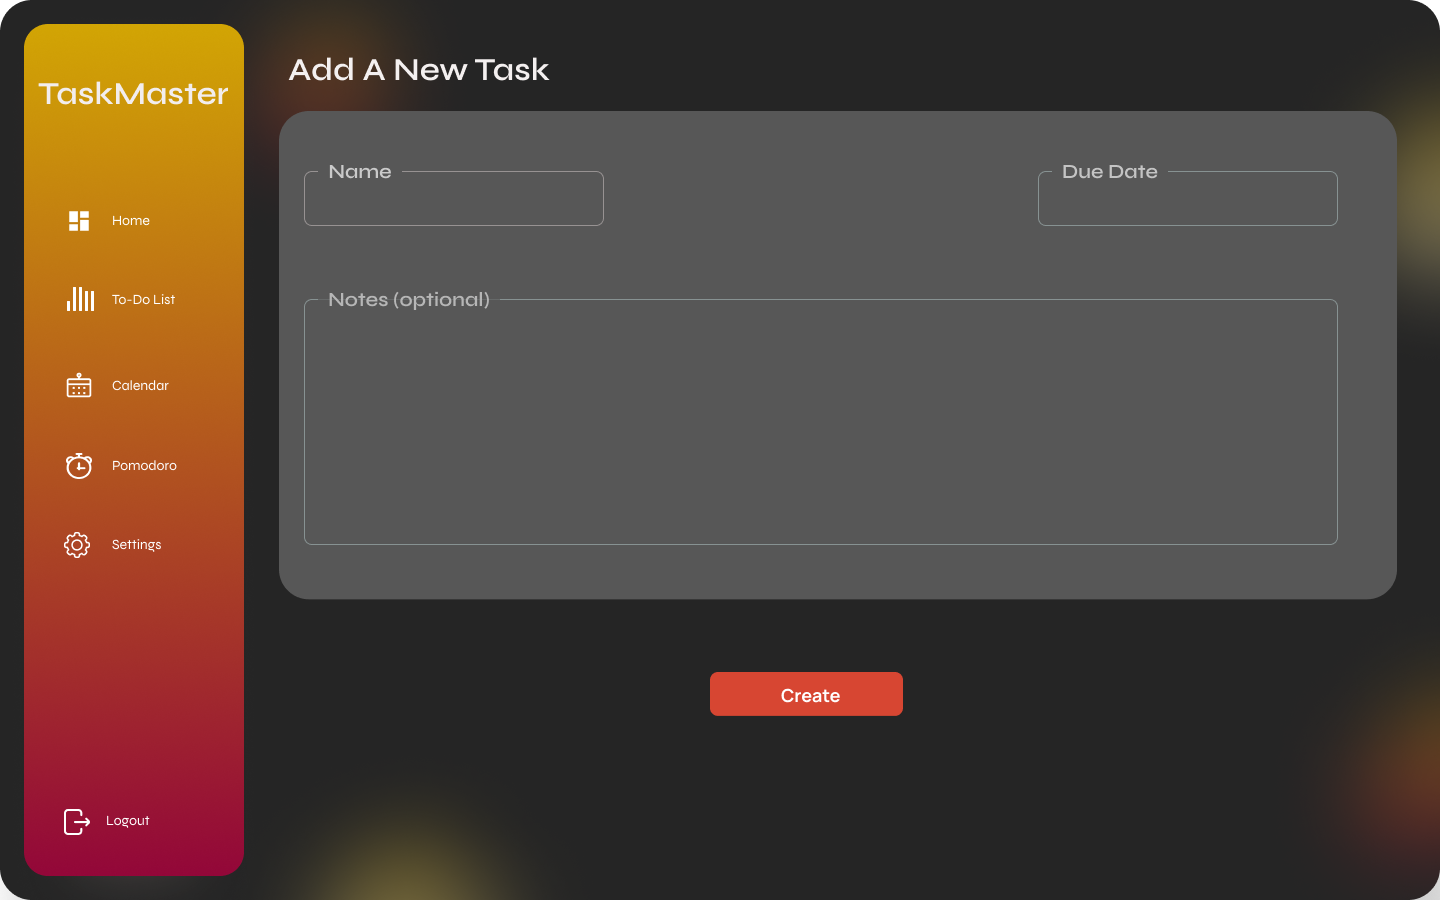 TaskMaster
Home
To-Do List
Calendar
Pomodoro
Settings
Logout
Add A New Task
Name
Due Date
Notes (optional)
Create